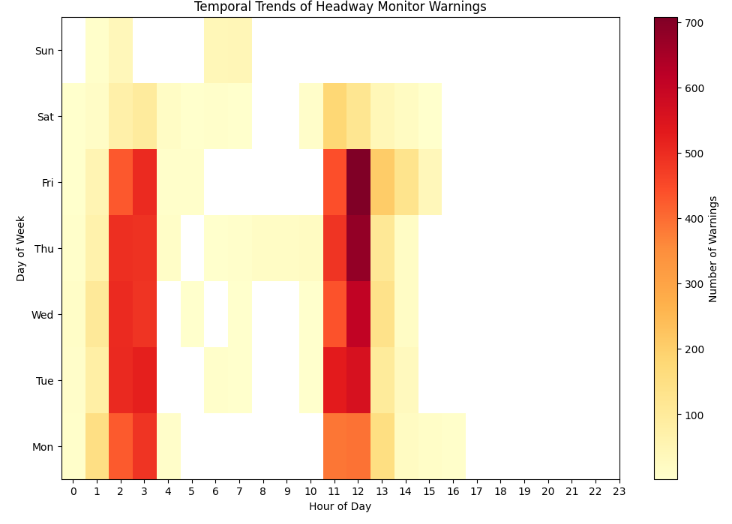 Temporal Trends of Headway Monitor Warnings
Sun
Sat
Fri
Thu
Wed
Tue
Mon
Day of Week
0 1 2 3 4 5 6 7 8 9 10 11 12 13 14 15 16 17 18 19 20 21 22 23
Hour of Day
700
600
500
400
300
200
100
Number of Warnings